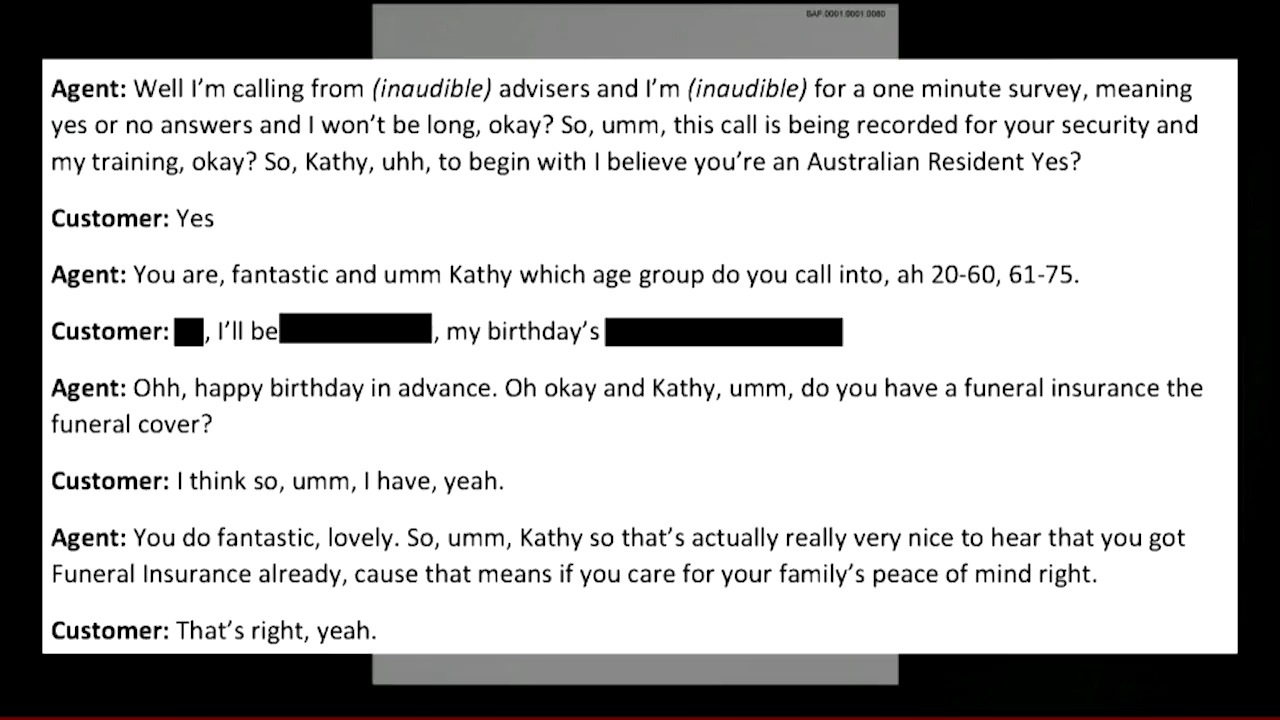 SAF.0001.0001.0080
Agent: Well I’m calling from (inaudible) advisers and I’m (inaudible) for a one minute survey, meaning
yes or no answers and I won’t be long, okay? So, umm, this call is being recorded for your security and
my training, okay? So, Kathy, uhh, to begin with I believe you’re an Australian Resident Yes?
Customer: Yes
Agent: You are, fantastic and umm Kathy which age group do you call into, ah 20-60, 61-75.
Customer: , I’ll be , my birthday’s
Agent: Ohh, happy birthday in advance. Oh okay and Kathy, umm, do you have a funeral insurance the
funeral cover?
Customer: I think so, umm, I have, yeah.
Agent: You do fantastic, lovely. So, umm, Kathy so that’s actually really very nice to hear that you got
Funeral Insurance already, cause that means if you care for your family’s peace of mind right.
Customer: That’s right, yeah.